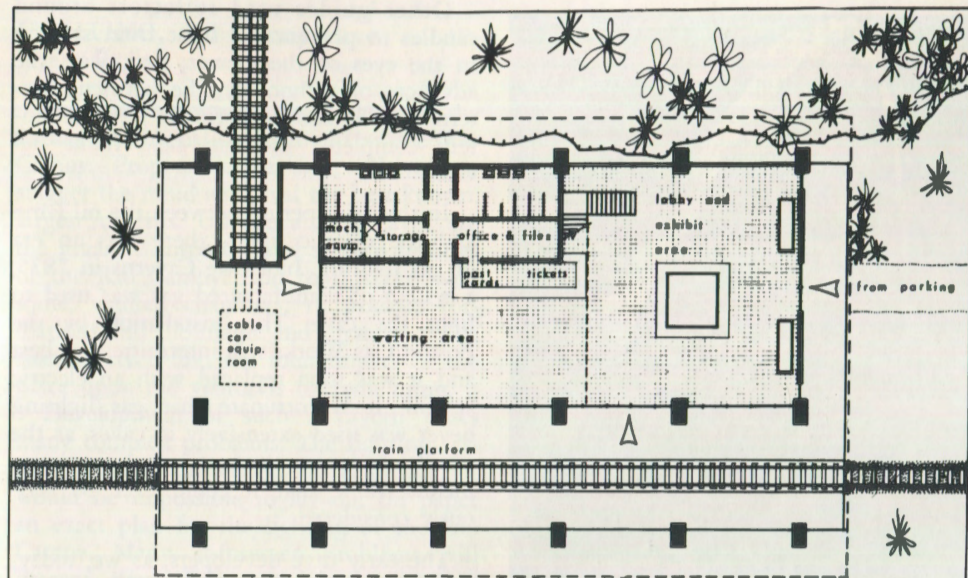 lobby and
exhibit
area
mech
equip.
storage
office & files
post
cards
tickets
from parking
cable
car
equip.
room
waiting area
train platform